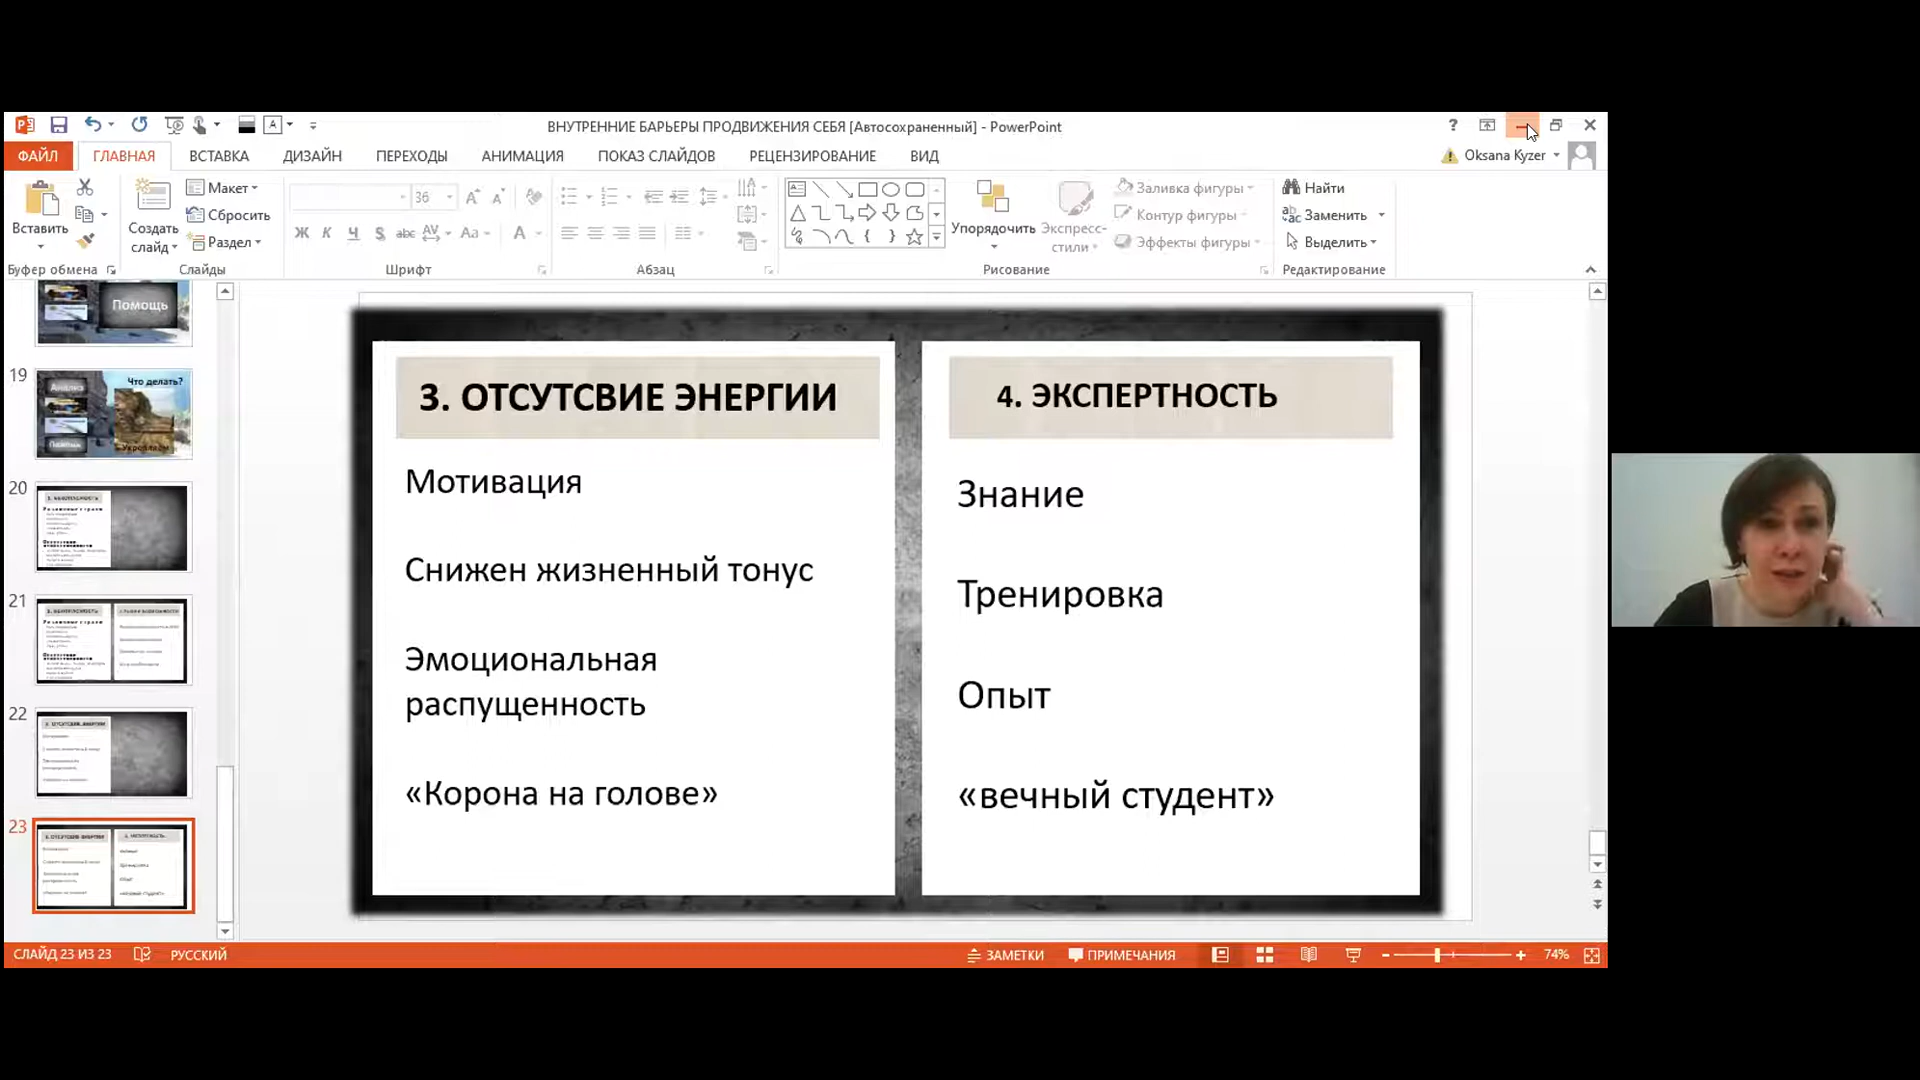 ВНУТРЕННИЕ БАРЬЕРЫ ПРОДВИЖЕНИЯ СЕБЯ [Автосохраненный] - PowerPoint
?
ФАЙЛ ГЛАВНАЯ ВСТАВКА ДИЗАЙН ПЕРЕХОДЫ АНИМАЦИЯ ПОКАЗ СЛАЙДОВ РЕЦЕНЗИРОВАНИЕ ВИД
Oksana Kyzer
Вставить
Создать
слайд
Макет
Сбросить
Раздел
36
Ж К Ч S abc AV Aa A
Упорядочить
Экспресс-
стили
Заливка фигуры
Контур фигуры
Эффекты фигуры
Найти
Заменить
Выделить
Буфер обмена
Слайды
Шрифт
Абзац
Рисование
Редактирование
Помощь
19
Что делать?
20
21
22
23
3. ОТСУТСВИЕ ЭНЕРГИИ
Мотивация
Снижен жизненный тонус
Эмоциональная
распущенность
«Корона на голове»
4. ЭКСПЕРТНОСТЬ
Знание
Тренировка
Опыт
«вечный студент»
СЛАЙД 23 ИЗ 23 РУССКИЙ
ЗАМЕТКИ ПРИМЕЧАНИЯ
74%